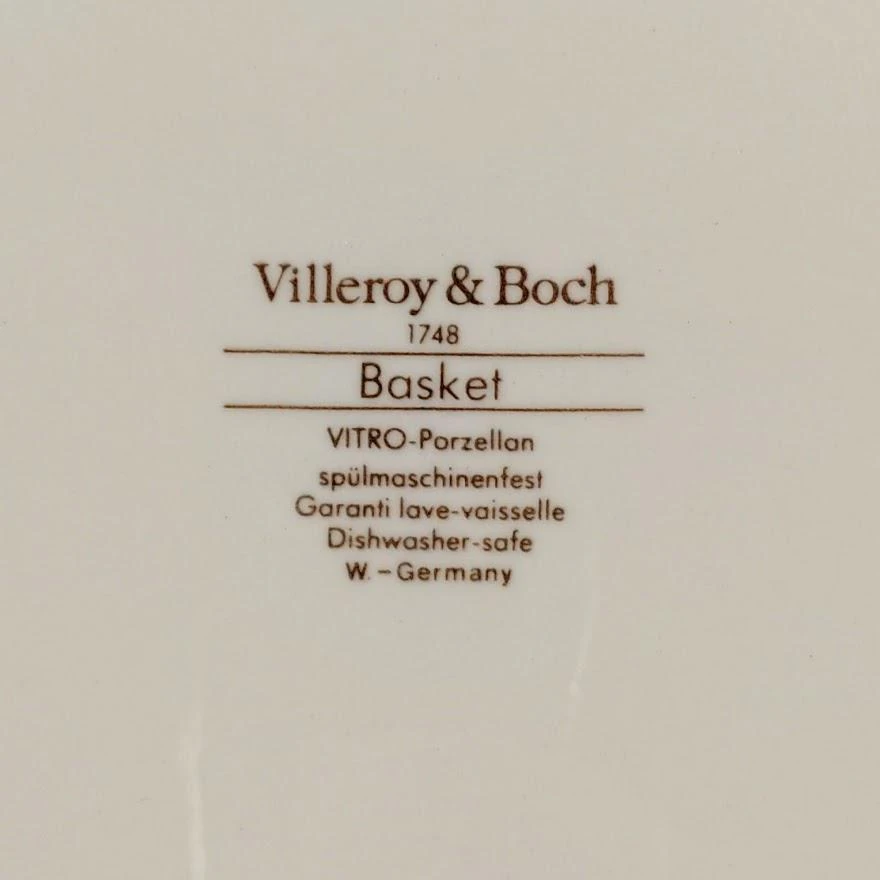 Villeroy & Boch
1748
Basket
VITRO-Porzellan
spülmaschinenfest
Garanti lave-vaisselle
Dishwasher-safe
W.-Germany